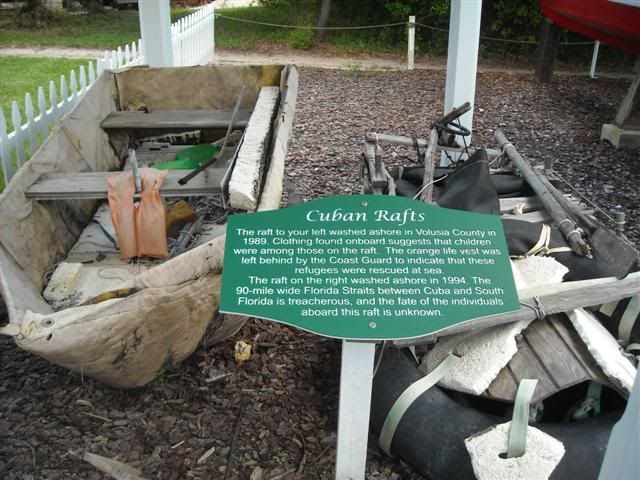 Cuban Rafts
The raft to your left washed ashore in Volusia County in
1989. Clothing found onboard suggests that children
were among those on the raft. The orange life vest was
left behind by the Coast Guard to indicate that these
refugees were rescued at sea.
The raft on the right washed ashore in 1994. The
90-mile wide Florida Straits between Cuba and South
Florida is treacherous, and the fate of the individuals
aboard this raft is unknown.